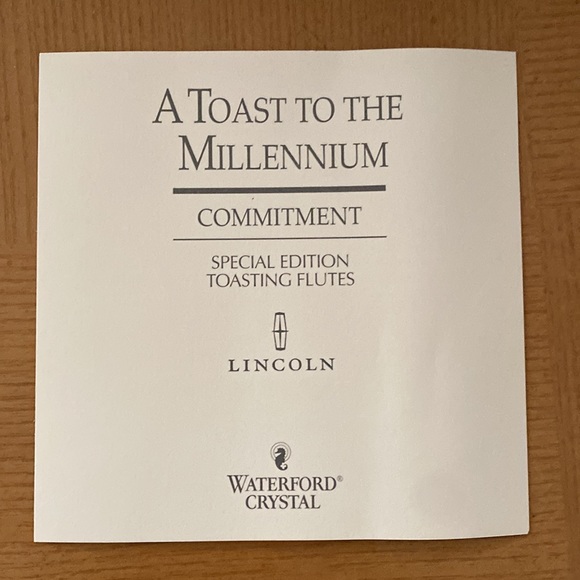 A TOAST TO THE
MILLENNIUM
COMMITMENT
SPECIAL EDITION
TOASTING FLUTES
LINCOLN
WATERFORD®
CRYSTAL